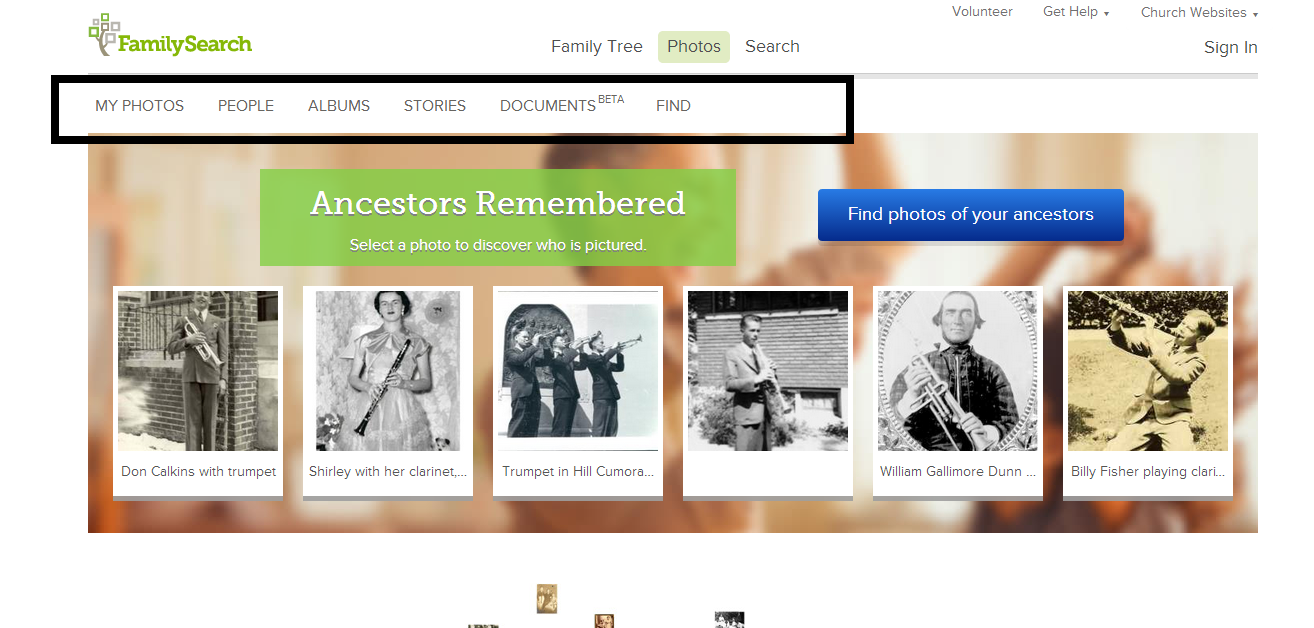 Volunteer Get Help Church Websites
FamilySearch
Family Tree Photos Search
Sign In
MY PHOTOS PEOPLE ALBUMS STORIES DOCUMENTS BETA FIND
Ancestors Remembered
Select a photo to discover who is pictured.
Find photos of your ancestors
Don Calkins with trumpet
Shirley with her clarinet,...
Trumpet in Hill Cumora...
William Gallimore Dunn ...
Billy Fisher playing clari...